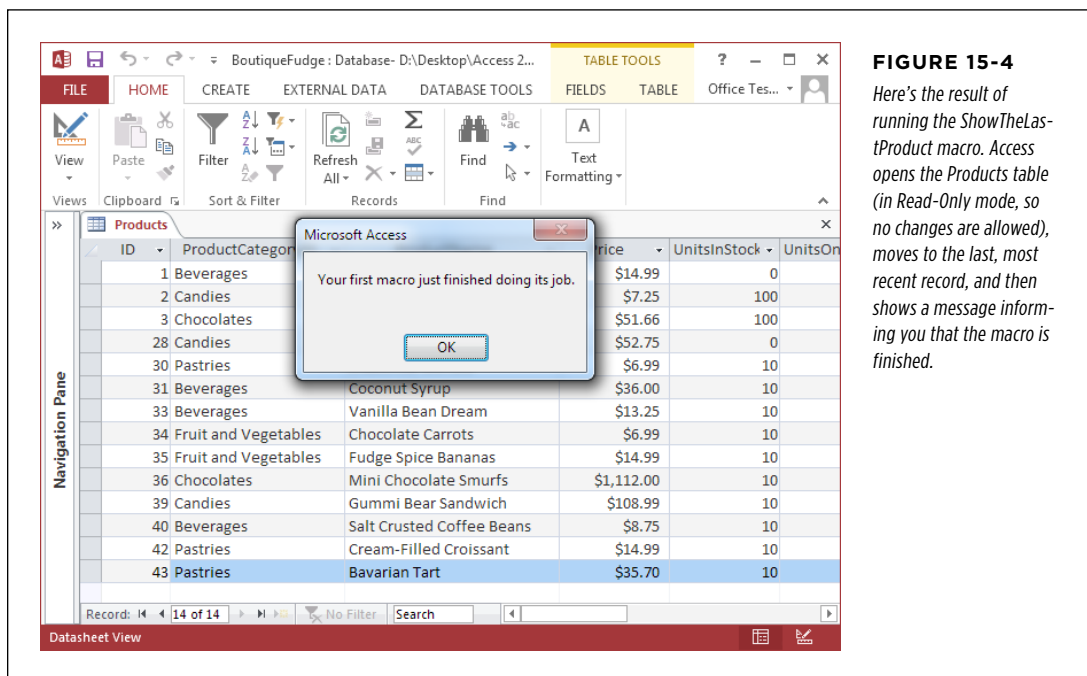 BoutiqueFudge : Database- D:\Desktop\Access 2...
TABLE TOOLS
?
FILE HOME CREATE EXTERNAL DATA DATABASE TOOLS FIELDS TABLE Office Tes...
View
Paste
Filter
Refresh
All
Find
A
Text
Formatting
Views Clipboard Sort & Filter Records Find
Products
ID ProductCategor rice UnitsInStock UnitsOn
1 Beverages $14.99 0
2 Candies $7.25 100
3 Chocolates $51.66 100
28 Candies $52.75 0
30 Pastries $6.99 10
31 Beverages Coconut Syrup $36.00 10
33 Beverages Vanilla Bean Dream $13.25 10
34 Fruit and Vegetables Chocolate Carrots $6.99 10
35 Fruit and Vegetables Fudge Spice Bananas $14.99 10
36 Chocolates Mini Chocolate Smurfs $1,112.00 10
39 Candies Gummi Bear Sandwich $108.99 10
40 Beverages Salt Crusted Coffee Beans $8.75 10
42 Pastries Cream-Filled Croissant $14.99 10
43 Pastries Bavarian Tart $35.70 10
Microsoft Access
Your first macro just finished doing its job.
OK
Navigation Pane
Record: 14 of 14 No Filter Search
Datasheet View
FIGURE 15-4
Here's the result of
running the ShowTheLas-
tProduct macro. Access
opens the Products table
(in Read-Only mode, so
no changes are allowed),
moves to the last, most
recent record, and then
shows a message inform-
ing you that the macro is
finished.